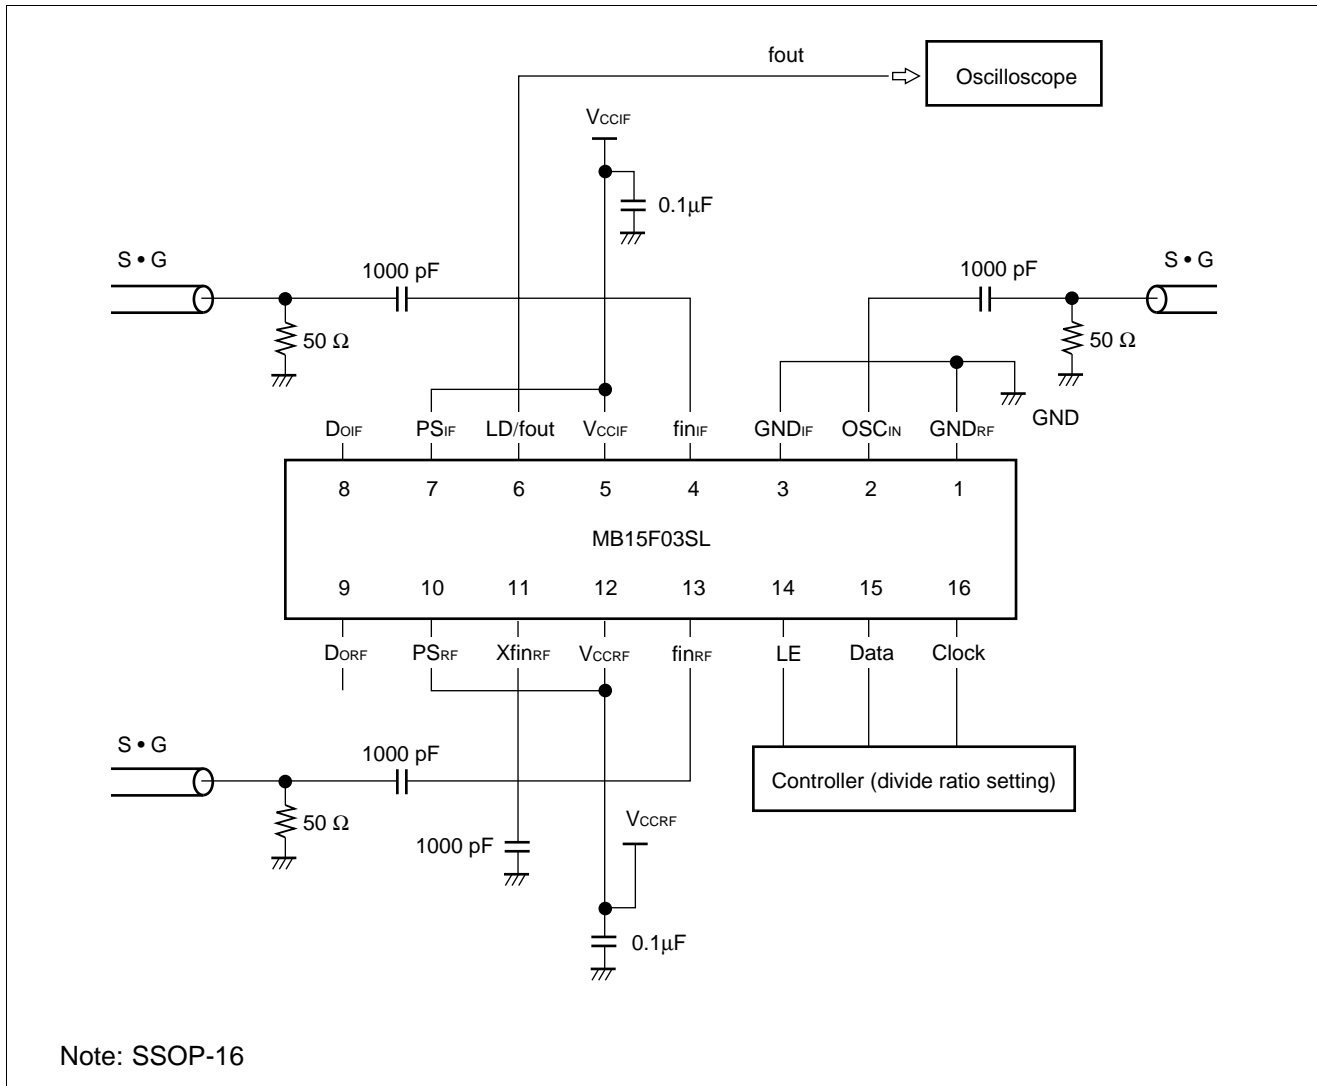 fout
Oscilloscope
VCCIF
0.1µF
S • G
1000 pF
1000 pF
S • G
50 Ω
50 Ω
GND
DOIF PSIF LD/fout VCCIF finIF GNDIF OSCIN GNDRF
8 7 6 5 4 3 2 1
MB15F03SL
9 10 11 12 13 14 15 16
DORF PSRF XfinRF VCCRF finRF LE Data Clock
S • G
1000 pF
Controller (divide ratio setting)
50 Ω
VCCRF
1000 pF
0.1µF
Note: SSOP-16